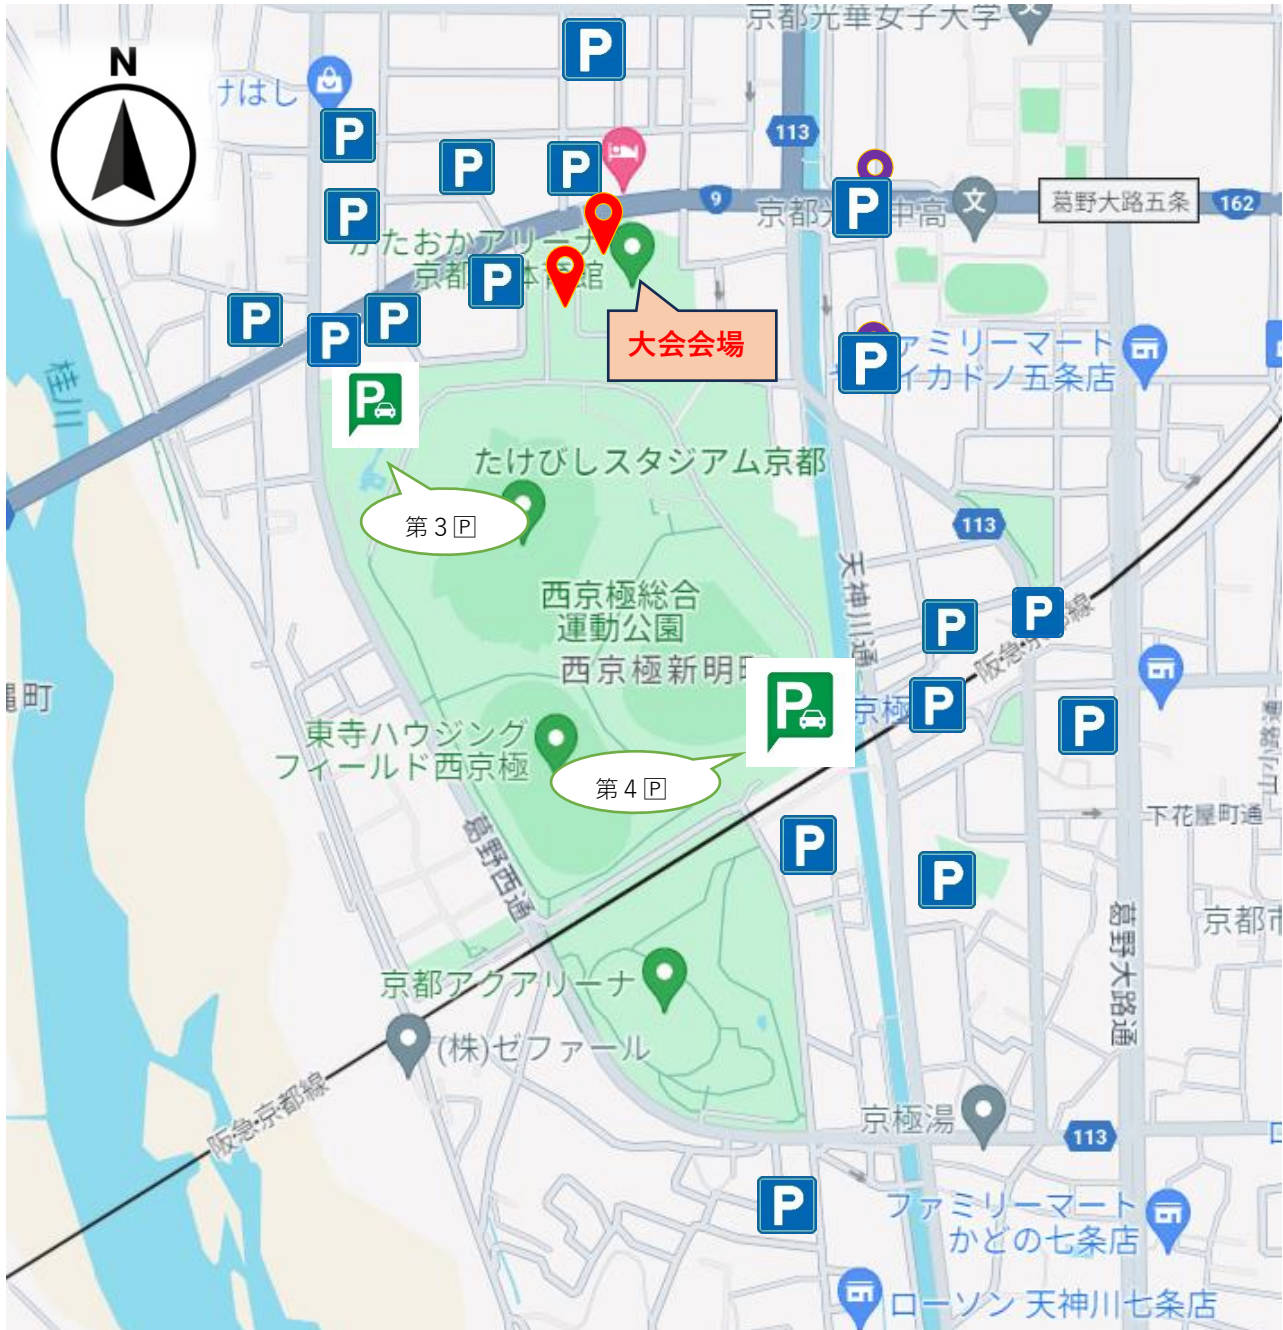 N
京都光華女子大学
けはし
P
P
113
P
P
9
P
京都光
中高
葛野大路五条
162
P
かたおかアリーナ
京都
体育館
P
P
P
P
大会会場
P
ァミリーマート
イカドノ五条店
P
桂川
たけびしスタジアム京都
第3P
113
天神川通
西京極総合
運動公園
西京極新明町
P
P
阪急京都線
P
京極
P
P
東寺ハウジング
フィールド西京極
第4P
下花屋町通
P
P
葛野西通
葛野大路通
京都市
京都アクアリーナ
(株)ゼファール
阪急京都線
京極湯
113
P
ファミリーマート
かどの七条店
ローソン 天神川七条店